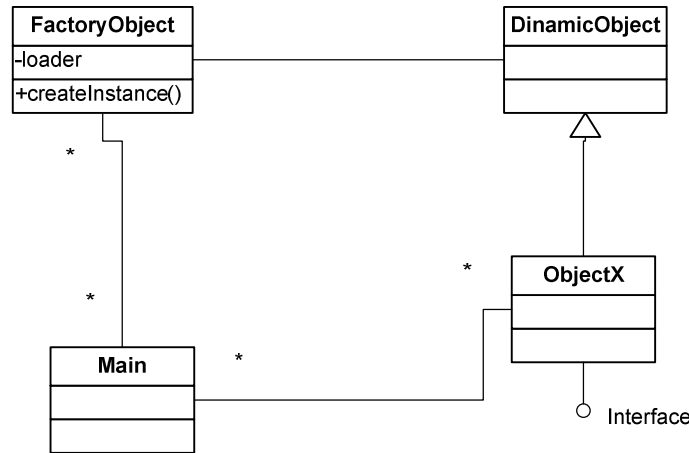 FactoryObject
-loader
+createInstance()
DinamicObject
*
*
ObjectX
*
*
Main
Interface